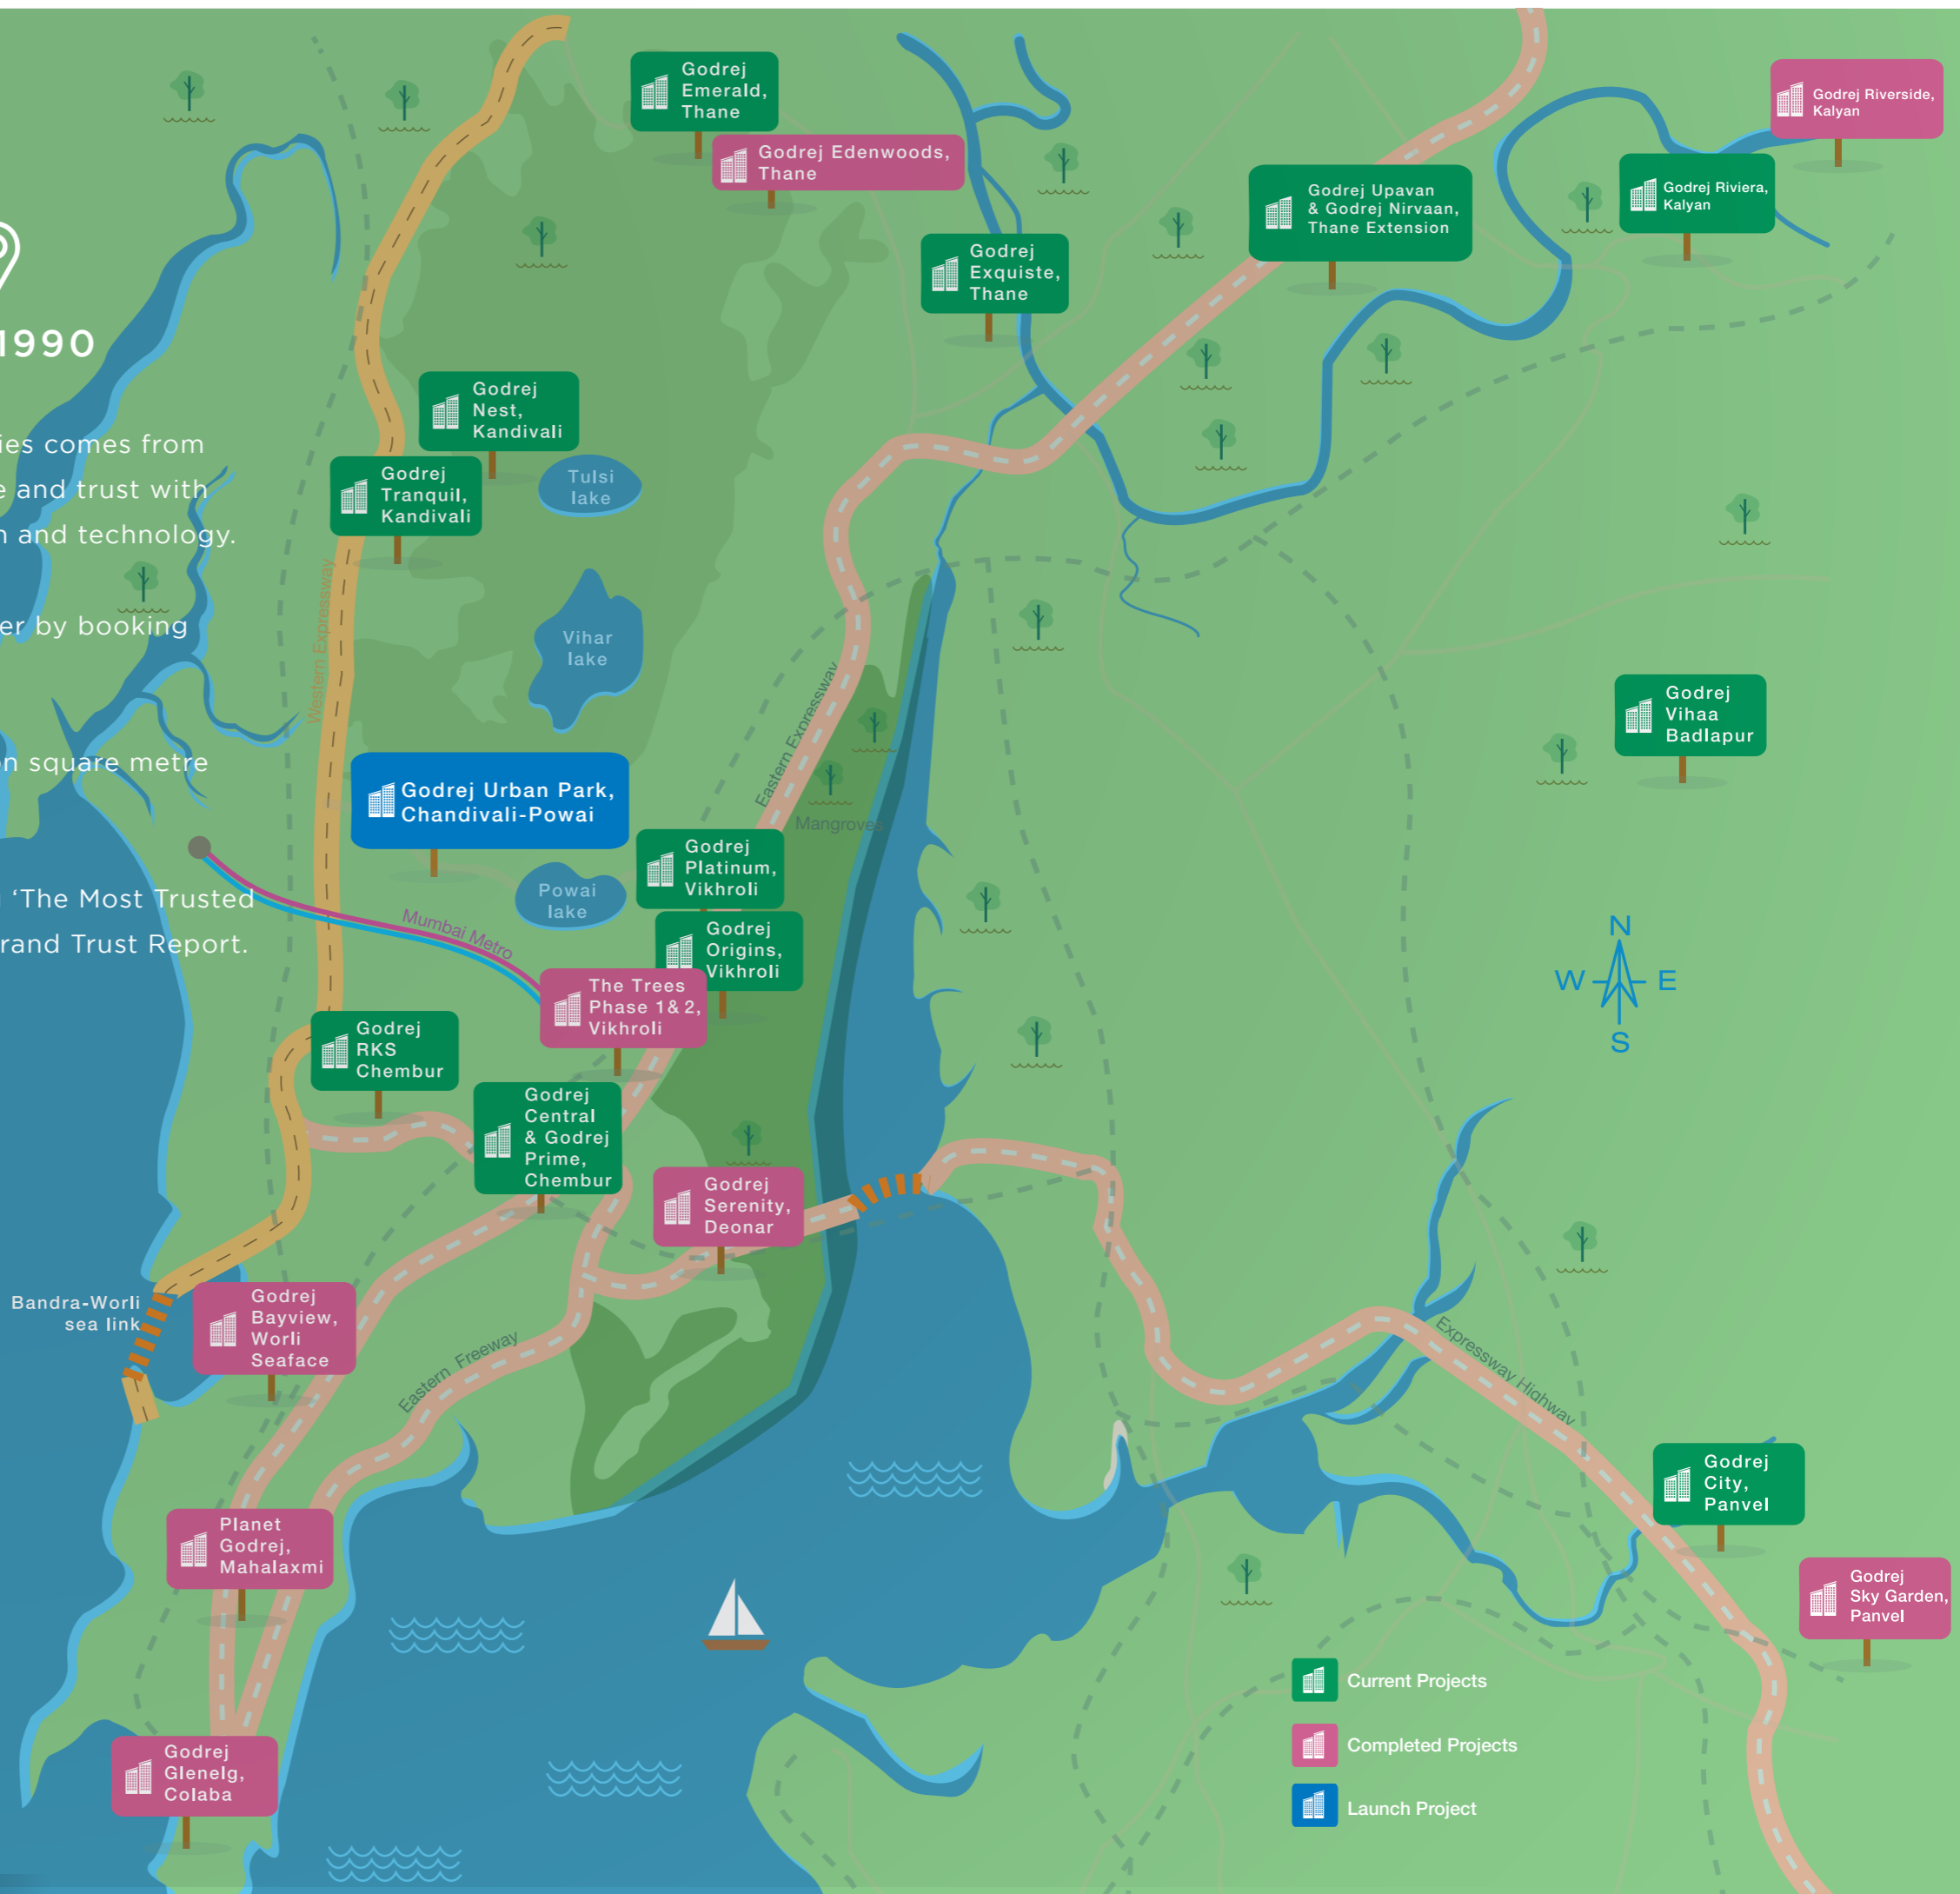 1990
ies comes from
e and trust with
n and technology.
er by booking
on square metre
‘The Most Trusted
rand Trust Report.
Godrej
Emerald,
Thane
Godrej Edenwoods,
Thane
Godrej Riverside,
Kalyan
Godrej Riviera,
Kalyan
Godrej Upavan
& Godrej Nirvaan,
Thane Extension
Godrej
Exquiste,
Thane
Godrej
Nest,
Kandivali
Godrej
Tranquil,
Kandivali
Tulsi
lake
Western Expressway
Vihar
lake
Eastern Expressway
Godrej
Vihaa
Badlapur
Godrej Urban Park,
Chandivali-Powai
Mangroves
Godrej
Platinum,
Vikhroli
Powai
lake
Mumbai Metro
Godrej
Origins,
Vikhroli
The Trees
Phase 1 & 2,
Vikhroli
N
W
E
S
Godrej
RKS
Chembur
Godrej
Central
& Godrej
Prime,
Chembur
Godrej
Serenity,
Deonar
Bandra-Worli
sea link
Godrej
Bayview,
Worli
Seaface
Eastern Freeway
Expressway Highway
Godrej
City,
Panvel
Planet
Godrej,
Mahalaxmi
Godrej
Sky Garden,
Panvel
Godrej
Glenelg,
Colaba
Current Projects
Completed Projects
Launch Project